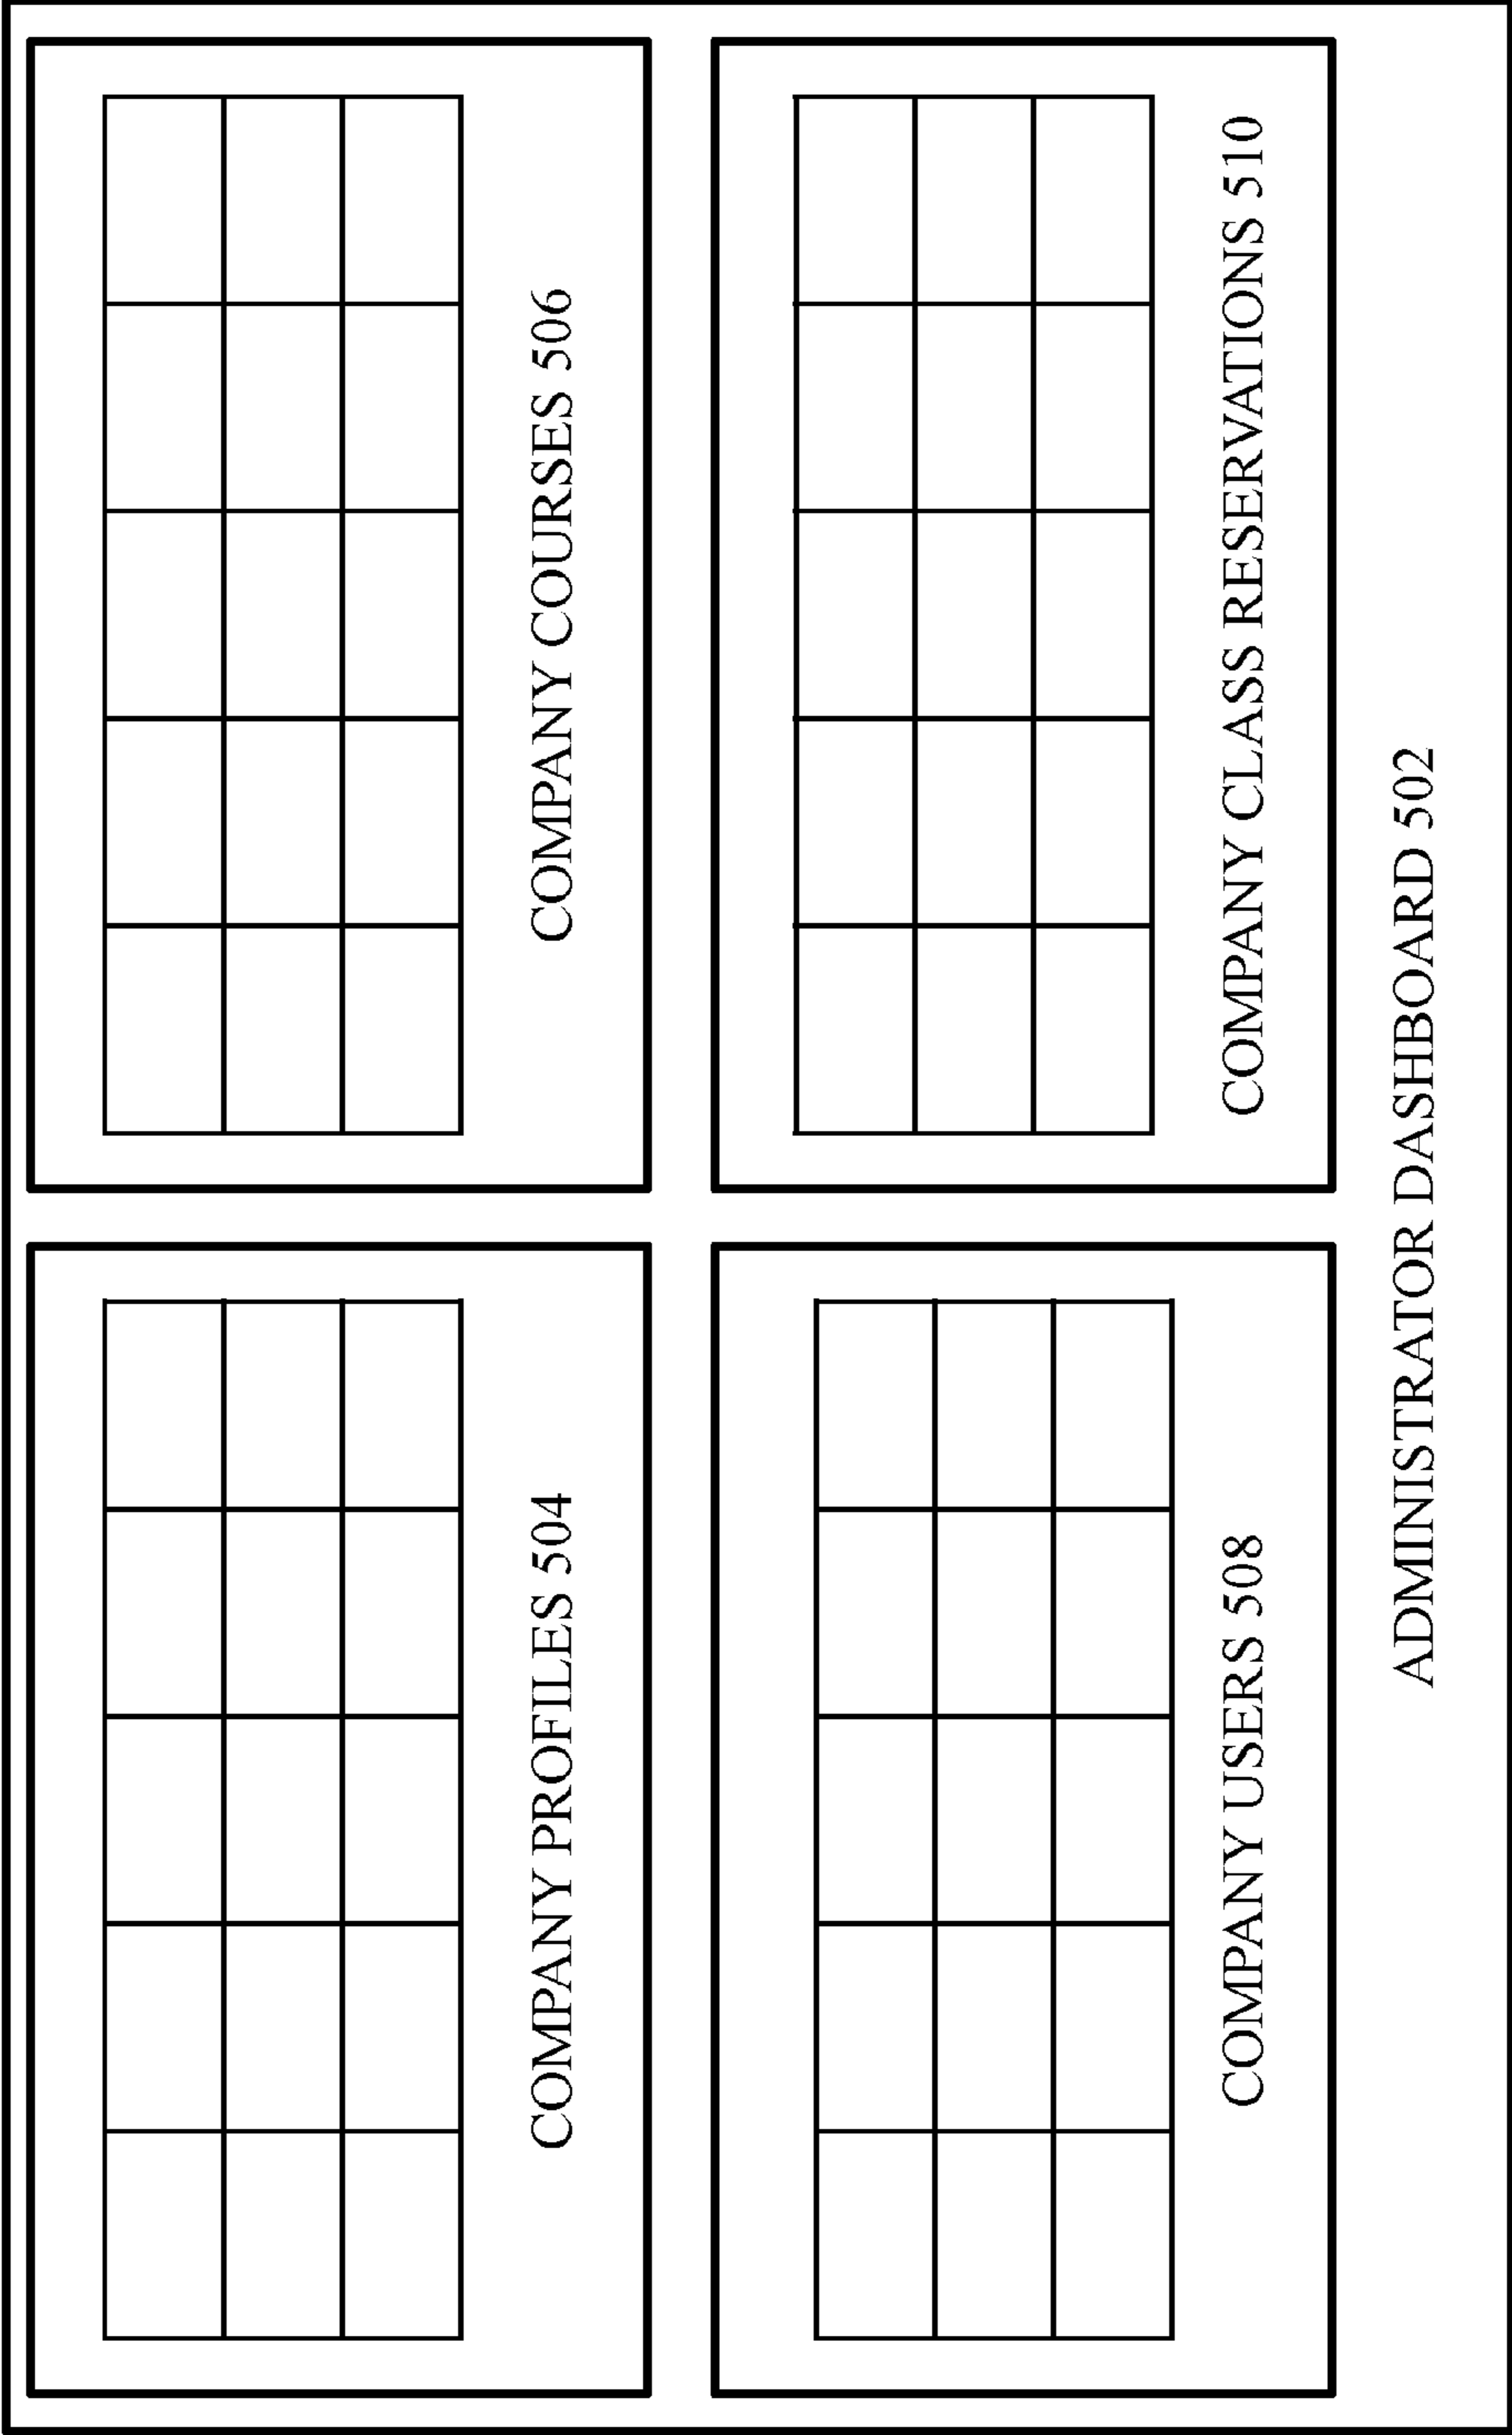 COMPANY PROFILES 504
COMPANY COURSES 506
COMPANY USERS 508
COMPANY CLASS RESERVATIONS 510
ADMINISTRATOR DASHBOARD 502